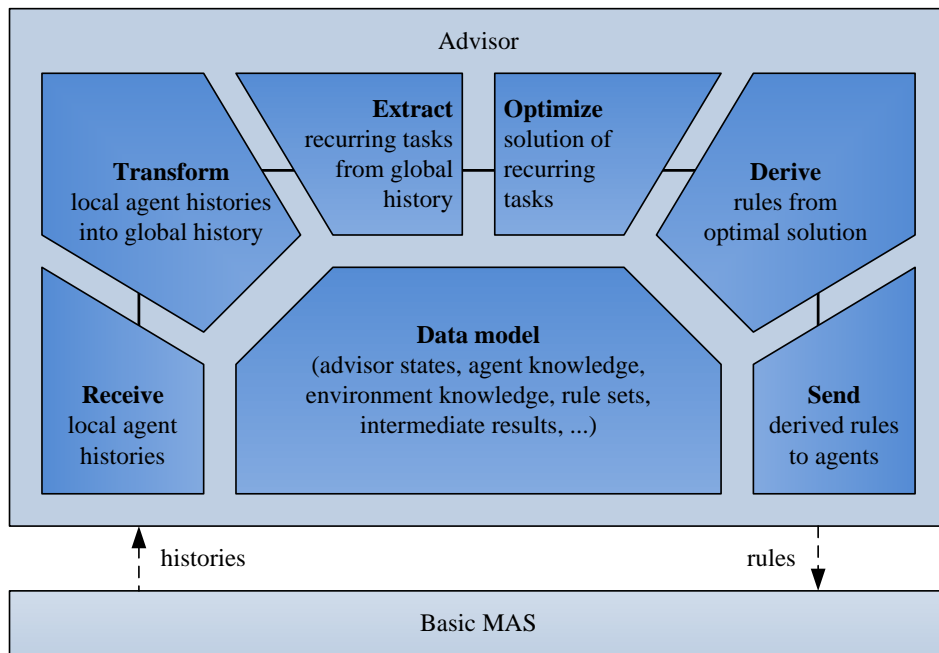 Advisor
Extract
recurring tasks
from global
history
Optimize
solution of
recurring
tasks
Transform
local agent histories
into global history
Derive
rules from
optimal solution
Data model
(advisor states, agent knowledge,
environment knowledge, rule sets,
intermediate results, ...)
Receive
local agent
histories
Send
derived rules
to agents
histories
rules
Basic MAS